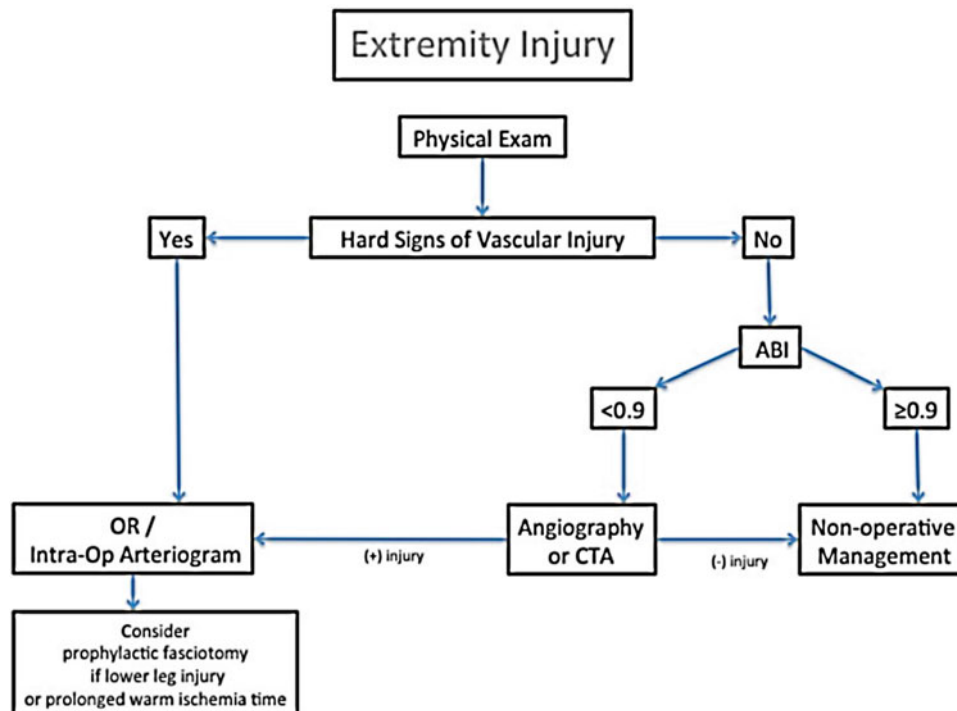 Extremity Injury
Physical Exam
Yes
Hard Signs of Vascular Injury
No
ABI
<0.9
≥0.9
OR /
Intra-Op Arteriogram
(+) injury
Angiography
or CTA
(-) injury
Non-operative
Management
Consider
prophylactic fasciotomy
if lower leg injury
or prolonged warm ischemia time